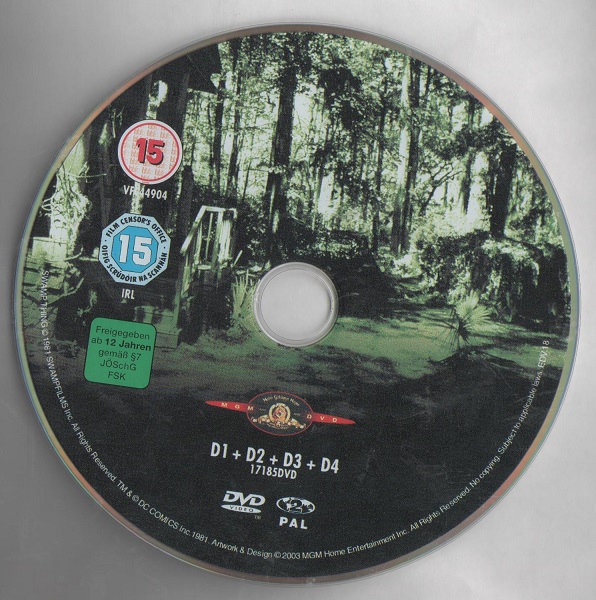 15
VFC44904
FILM CENSOR'S OFFICE
OIFIG SCRÚDÓIR NA SCANNÁN
15
IRL
Freigegeben
ab 12 Jahren
gemäß §7
JÖSchG
FSK
MGM DVD
D1 + D2 + D3 + D4
17185DVD
DVD
VIDEO
TM
2
PAL
SWAMP THING © 1981 SWAMPFILMS Inc. All Rights Reserved. TM & © DC COMICS Inc.1981. Artwork & Design © 2003 MGM Home Entertainment Inc. All Rights Reserved. No copying. Subject to applicable laws.